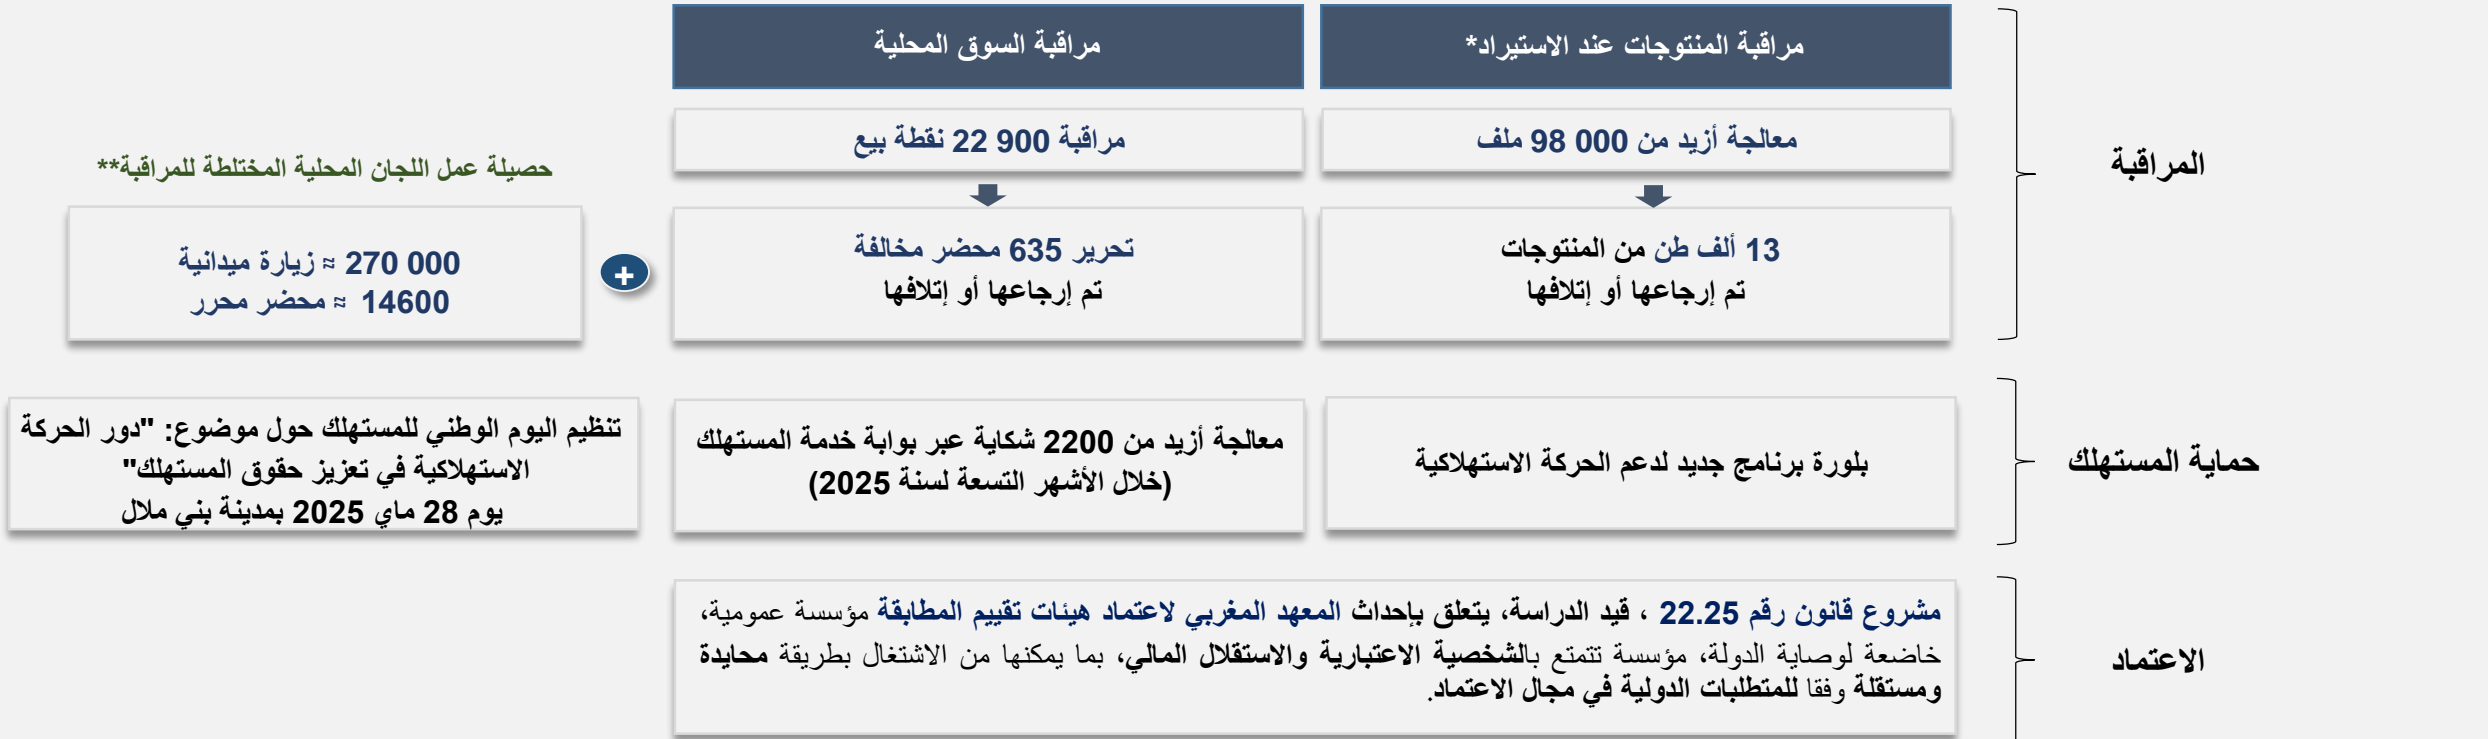 المراقبة
مراقبة المنتوجات عند الاستيراد*
معالجة أزيد من 000 98 ملف
13 ألف طن من المنتوجات
تم إرجاعها أو إتلافها
مراقبة السوق المحلية
مراقبة 900 22 نقطة بيع
تحرير 635 محضر مخالفة
تم إرجاعها أو إتلافها
+
حصيلة عمل اللجان المحلية المختلطة للمراقبة**
000 270 ≈ زيارة ميدانية
14600 ≈ محضر محرر
حماية المستهلك
بلورة برنامج جديد لدعم الحركة الاستهلاكية
معالجة أزيد من 2200 شكاية عبر بوابة خدمة المستهلك
(خلال الأشهر التسعة لسنة 2025)
تنظيم اليوم الوطني للمستهلك حول موضوع: "دور الحركة
الاستهلاكية في تعزيز حقوق المستهلك"
يوم 28 ماي 2025 بمدينة بني ملال
الاعتماد
مشروع قانون رقم 22.25 ، قيد الدراسة، يتعلق بإحداث المعهد المغربي لاعتماد هيئات تقييم المطابقة مؤسسة عمومية،
خاضعة لوصاية الدولة، مؤسسة تتمتع بالشخصية الاعتبارية والاستقلال المالي، بما يمكنها من الاشتغال بطريقة محايدة
ومستقلة وفقا للمتطلبات الدولية في مجال الاعتماد.